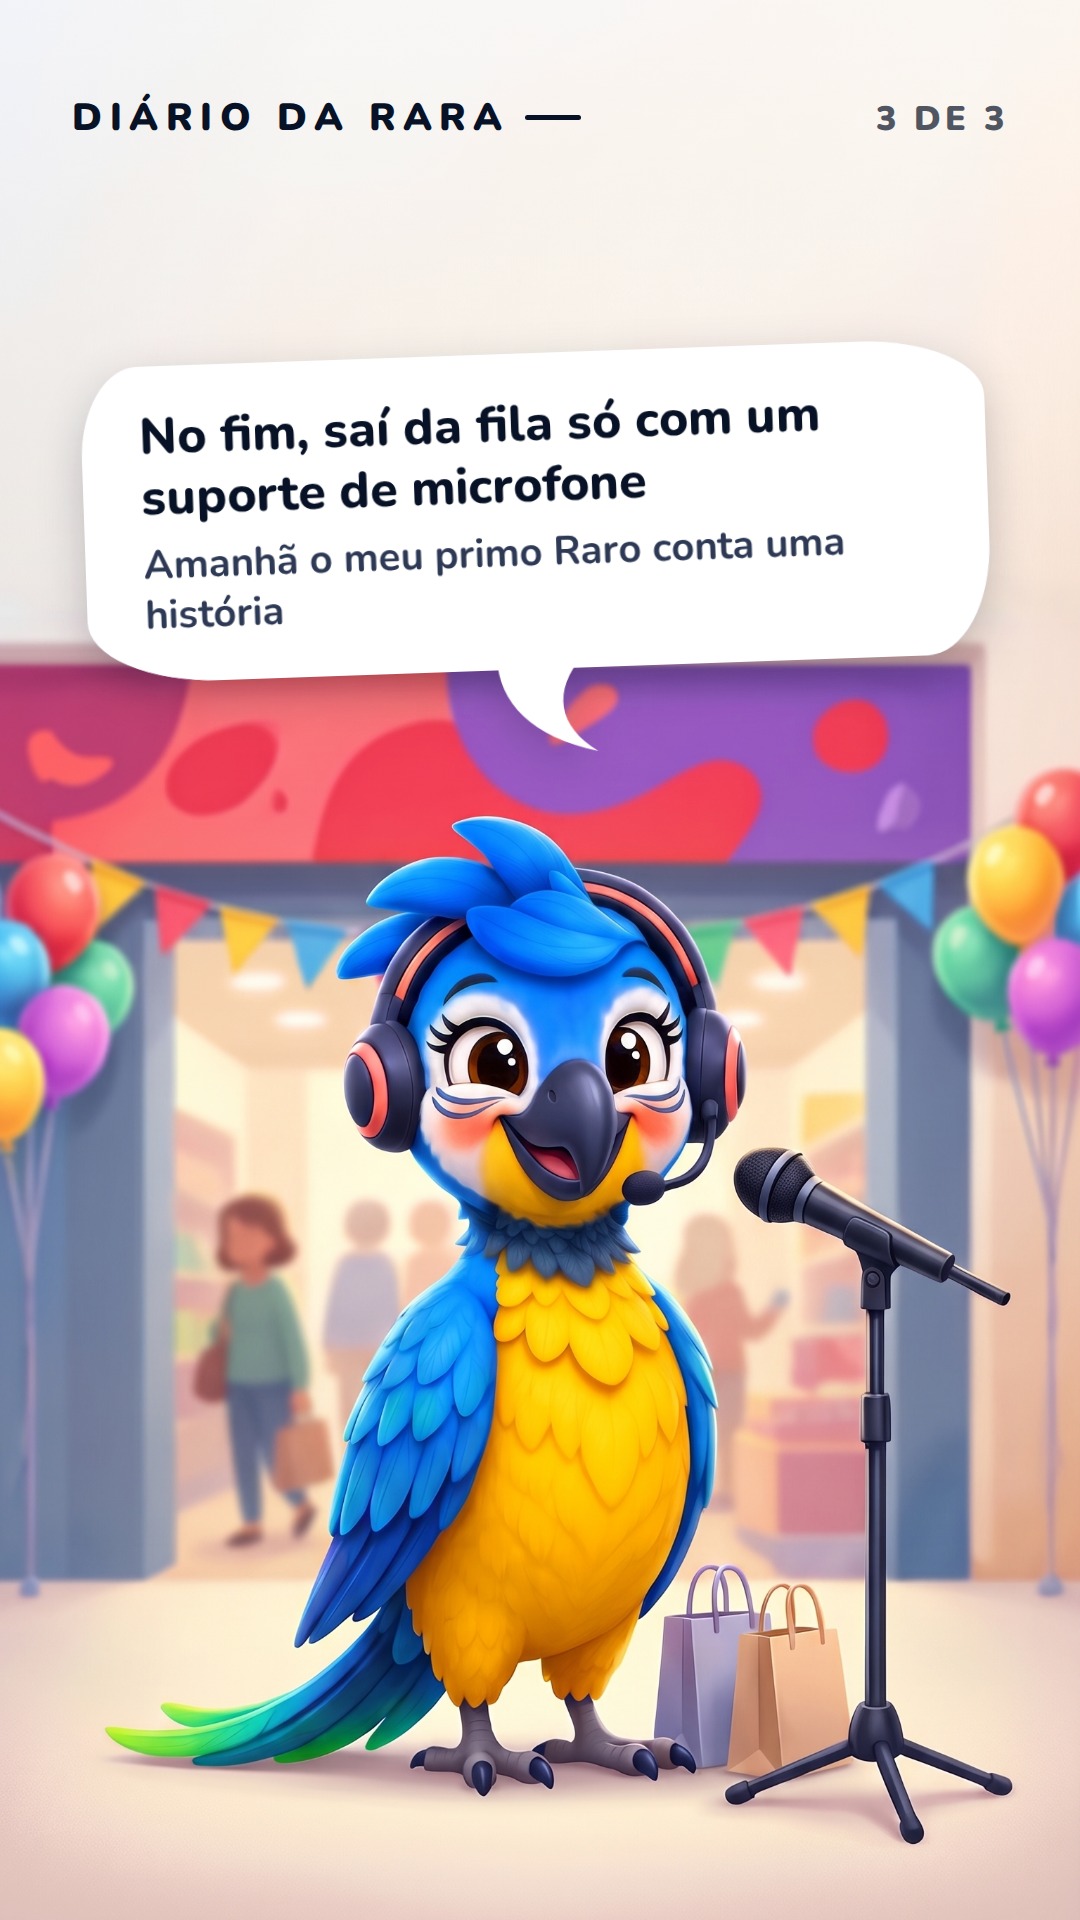 DIÁRIO DA RARA —
3 DE 3
No fim, saí da fila só com um
suporte de microfone
Amanhã o meu primo Raro conta uma
história